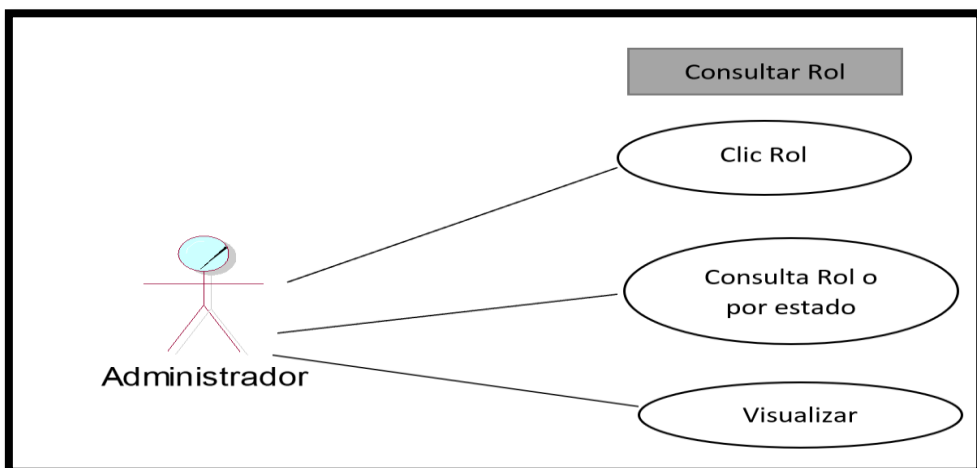 Consultar Rol
Clic Rol
Consulta Rol o
por estado
Administrador
Visualizar